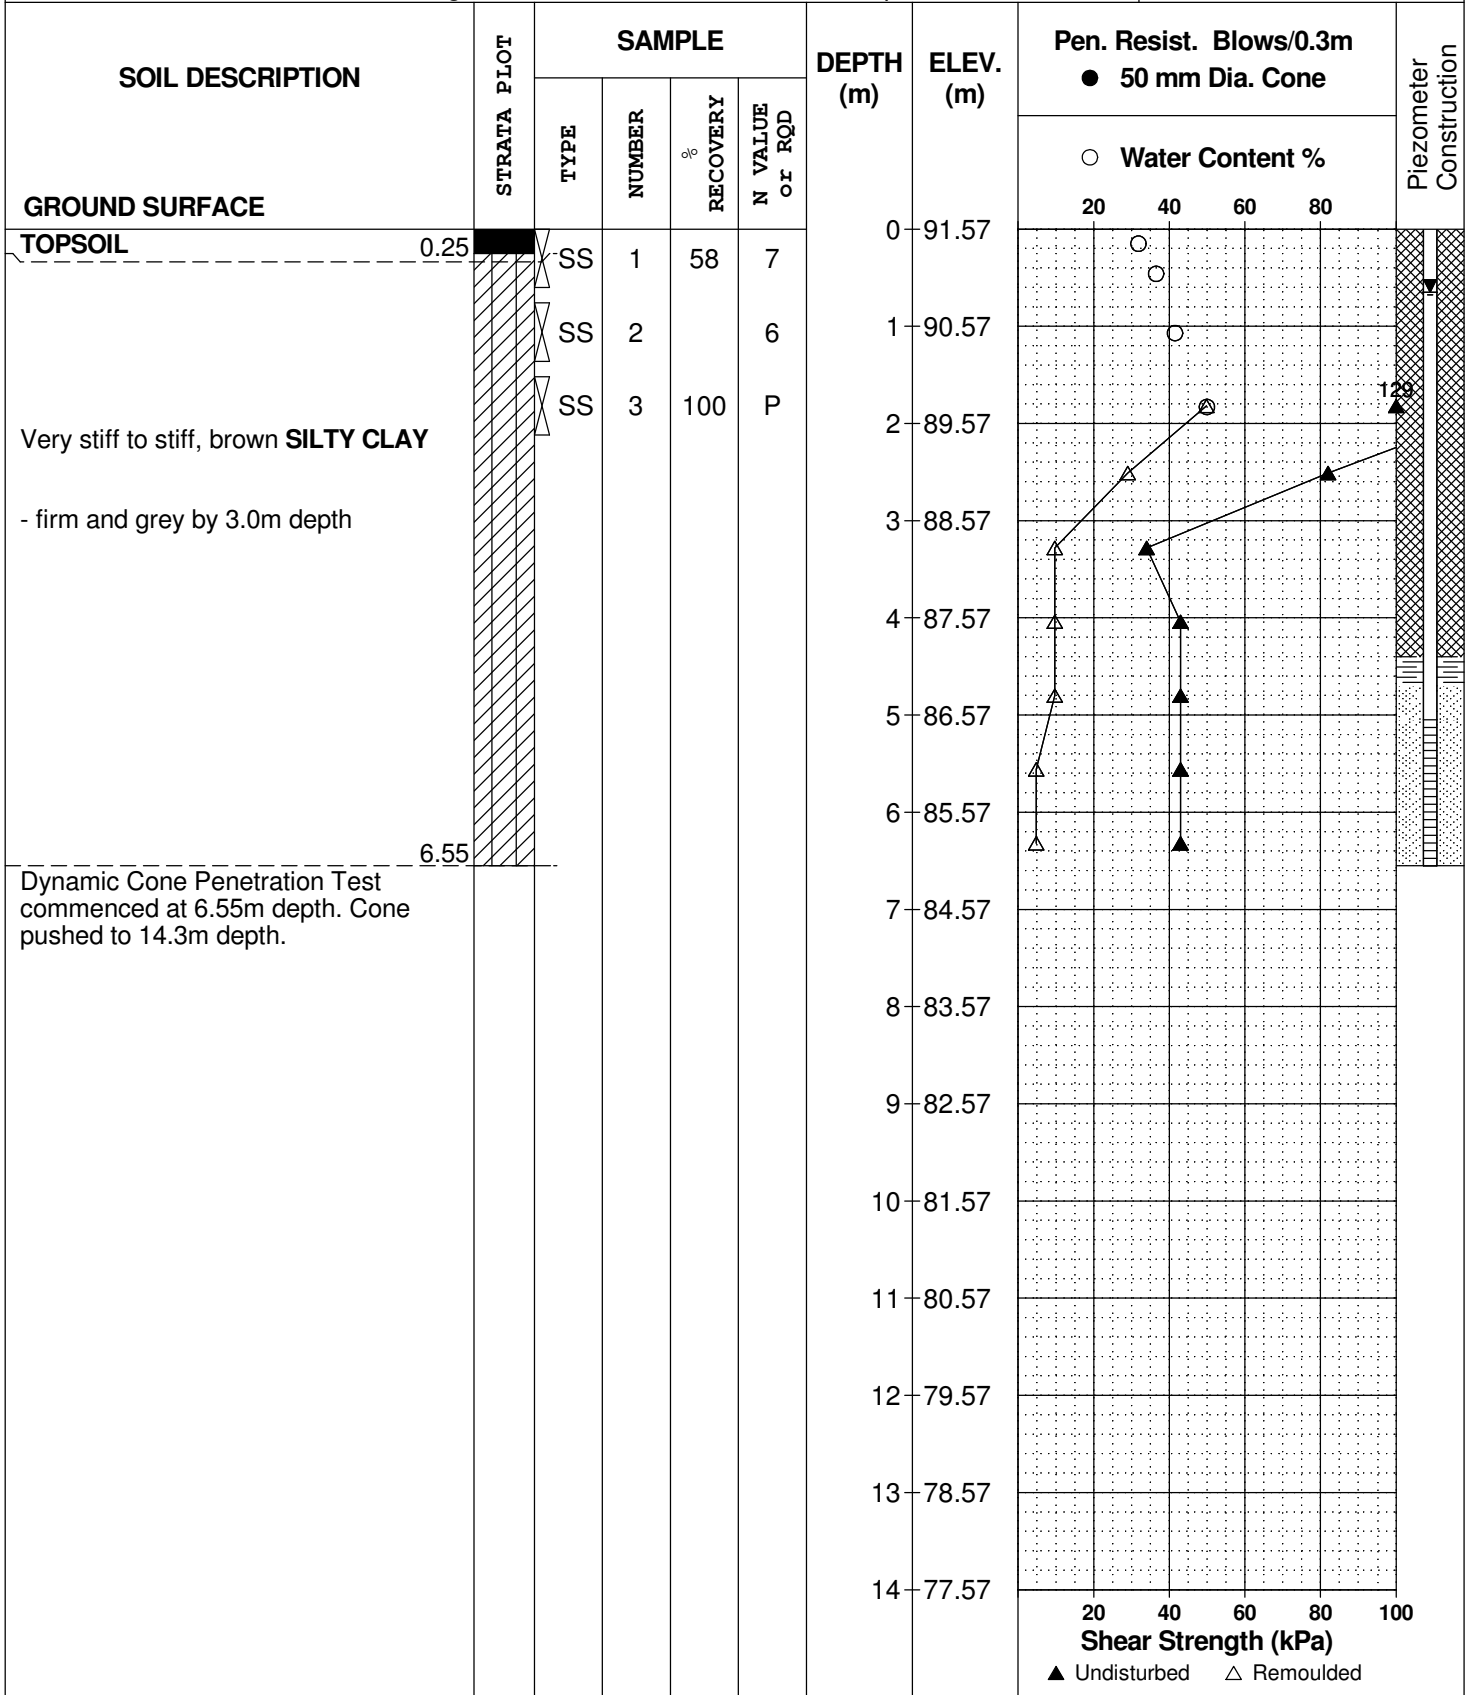 SOIL DESCRIPTION
GROUND SURFACE
STRATA PLOT
SAMPLE
TYPE
NUMBER
% RECOVERY
N VALUE or RQD
DEPTH (m)
ELEV. (m)
Pen. Resist. Blows/0.3m
● 50 mm Dia. Cone
○ Water Content %
20 40 60 80
Piezometer Construction
TOPSOIL 0.25
SS 1 58 7
SS 2 6
SS 3 100 P
Very stiff to stiff, brown SILTY CLAY
- firm and grey by 3.0m depth
6.55
Dynamic Cone Penetration Test
commenced at 6.55m depth. Cone
pushed to 14.3m depth.
0 91.57
1 90.57
129
2 89.57
3 88.57
4 87.57
5 86.57
6 85.57
7 84.57
8 83.57
9 82.57
10 81.57
11 80.57
12 79.57
13 78.57
14 77.57
20 40 60 80 100
Shear Strength (kPa)
▲ Undisturbed △ Remoulded